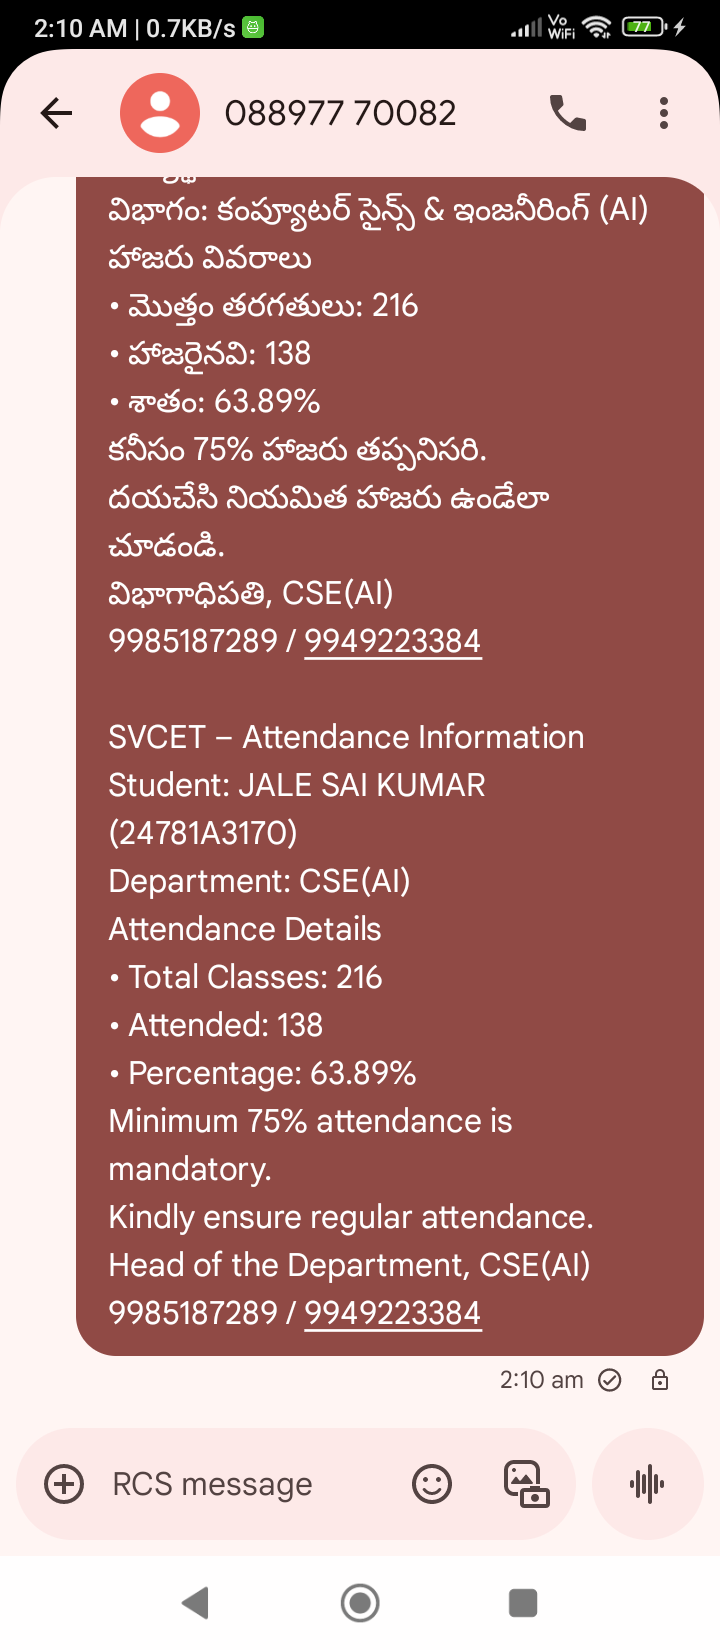 2:10 AM | 0.7KB/s
Vo
WiFi
77
088977 70082
విభాగం: కంప్యూటర్ సైన్స్ & ఇంజనీరింగ్ (AI)
హాజరు వివరాలు
• మొత్తం తరగతులు: 216
• హాజరైనవి: 138
• శాతం: 63.89%
కనీసం 75% హాజరు తప్పనిసరి.
దయచేసి నియమిత హాజరు ఉండేలా
చూడండి.
విభాగాధిపతి, CSE(AI)
9985187289 / 9949223384
SVCET – Attendance Information
Student: JALE SAI KUMAR
(24781A3170)
Department: CSE(AI)
Attendance Details
• Total Classes: 216
• Attended: 138
• Percentage: 63.89%
Minimum 75% attendance is
mandatory.
Kindly ensure regular attendance.
Head of the Department, CSE(AI)
9985187289 / 9949223384
2:10 am
RCS message